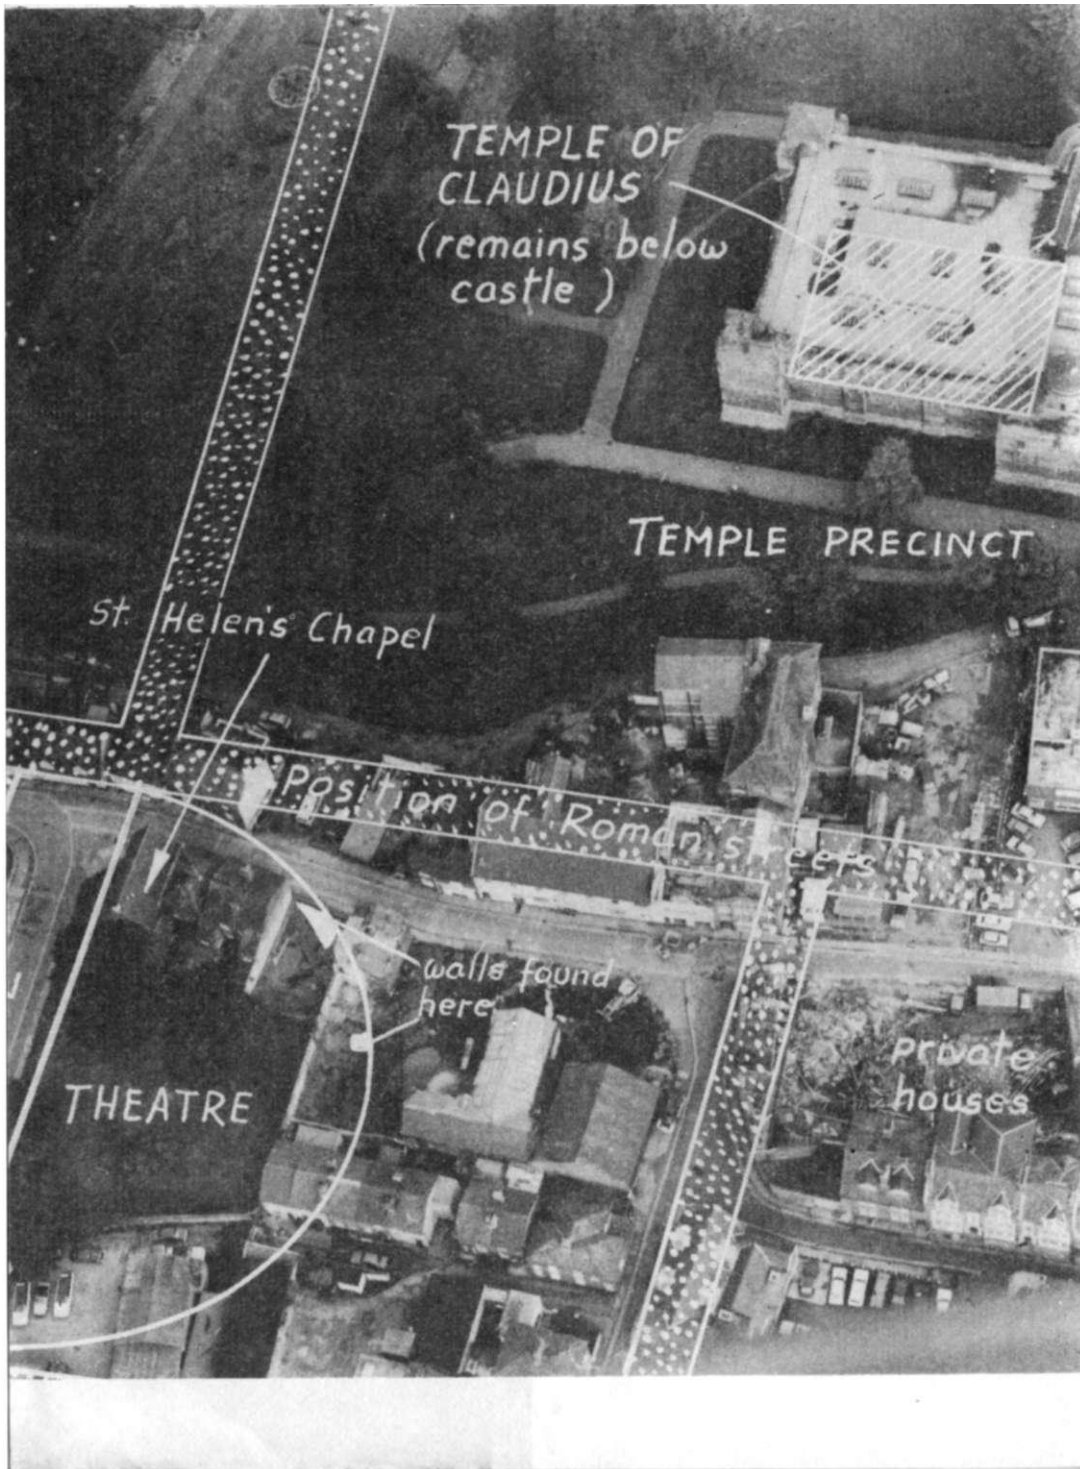 TEMPLE OF
CLAUDIUS
(remains below
castle)
TEMPLE PRECINCT
St. Helen's Chapel
Position of Roman streets
walls found
here
private
houses
THEATRE